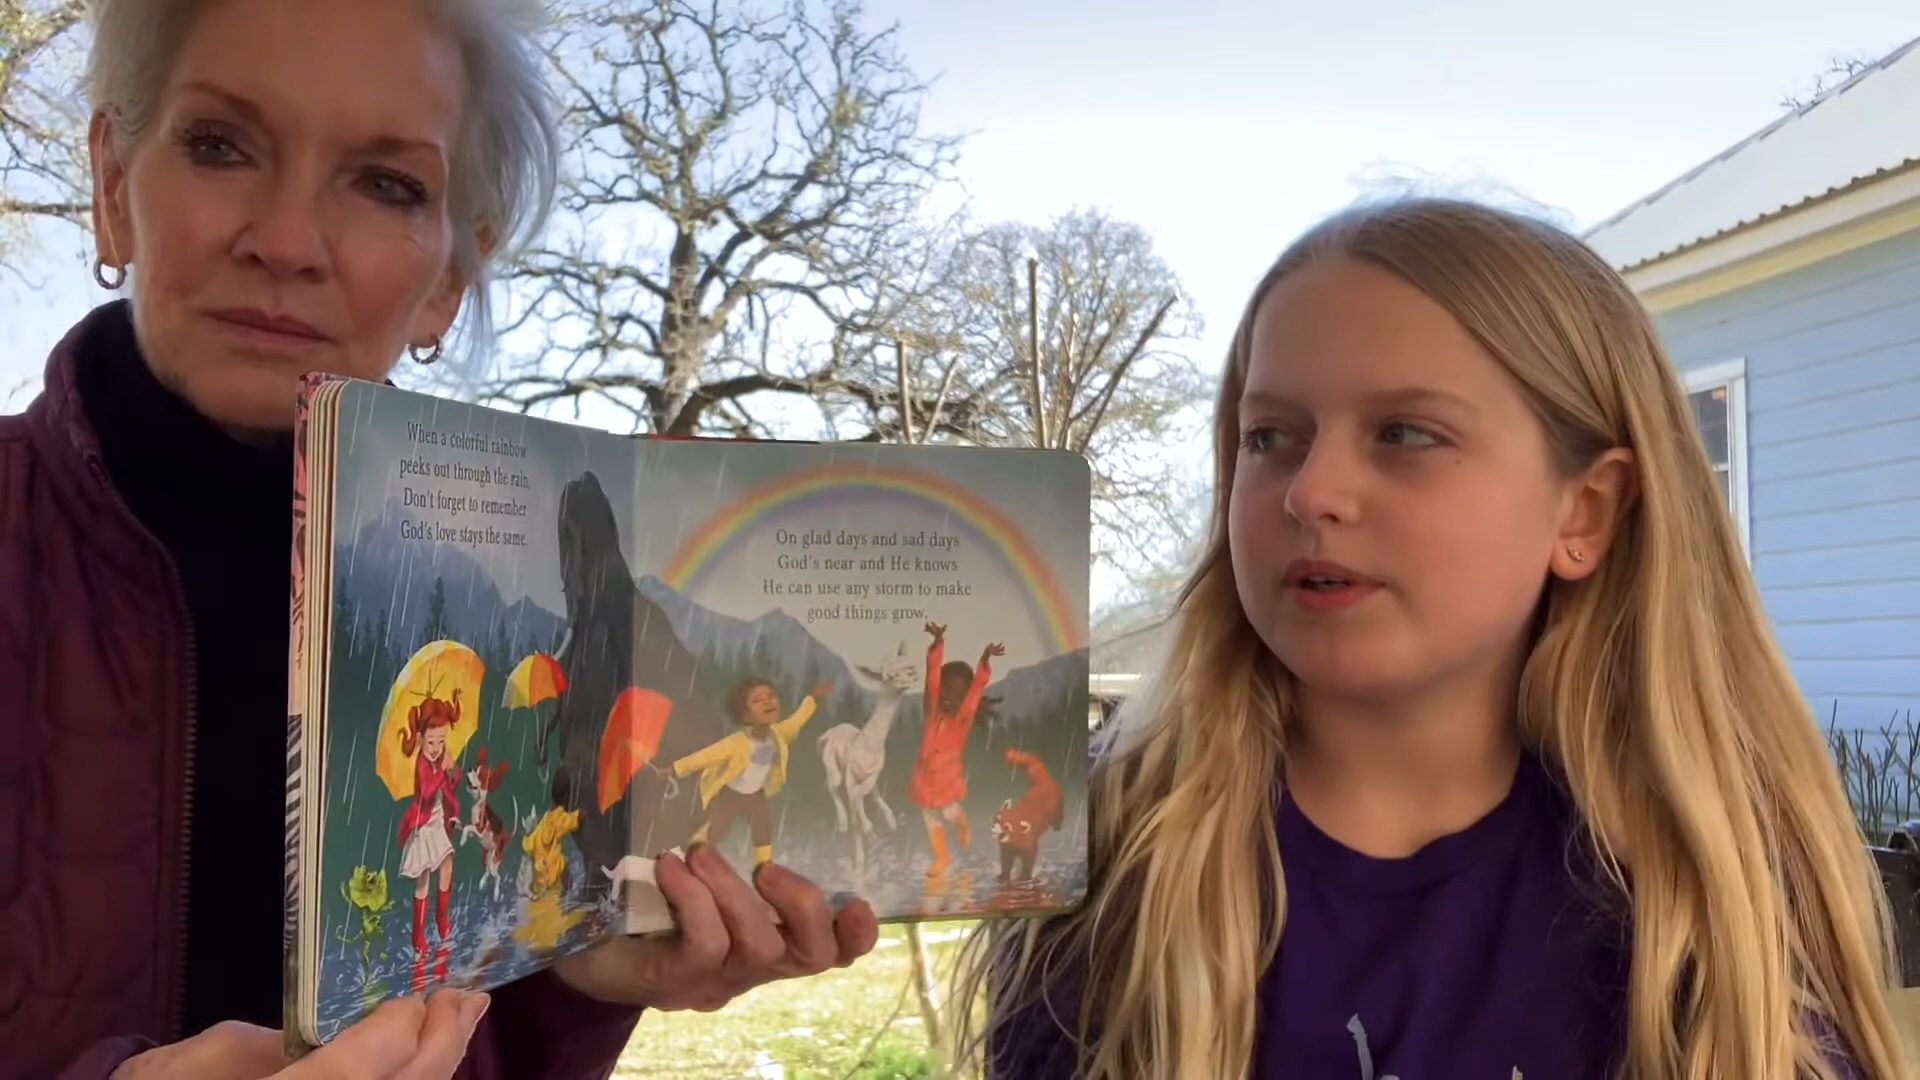 When a colorful rainbow
peeks out through the rain,
Don't forget to remember
God's love stays the same.
On glad days and sad days
God's near and He knows
He can use any storm to make
good things grow.